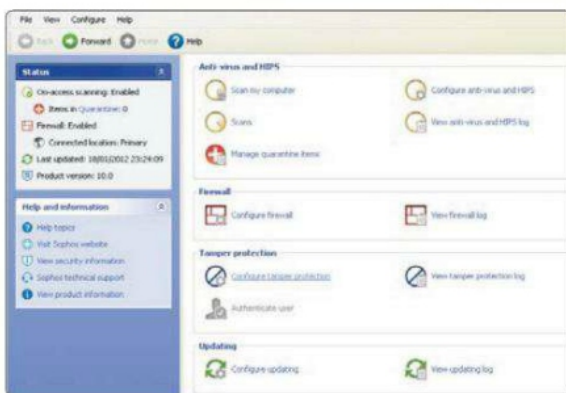 File View Configure Help
Back Forward Home Help
Status
On-access scanning: Enabled
Items in Quarantine: 0
Firewall: Enabled
Connected location: Primary
Last updated: 18/01/2012 23:24:09
Product version: 10.0
Help and information
Help topics
Visit Sophos website
View security information
Sophos technical support
View product information
Anti-virus and HIPS
Scan my computer
Configure anti-virus and HIPS
Scans
View anti-virus and HIPS log
Manage quarantine items
Firewall
Configure firewall
View firewall log
Tamper protection
Configure tamper protection
View tamper protection log
Authenticate user
Updating
Configure updating
View updating log